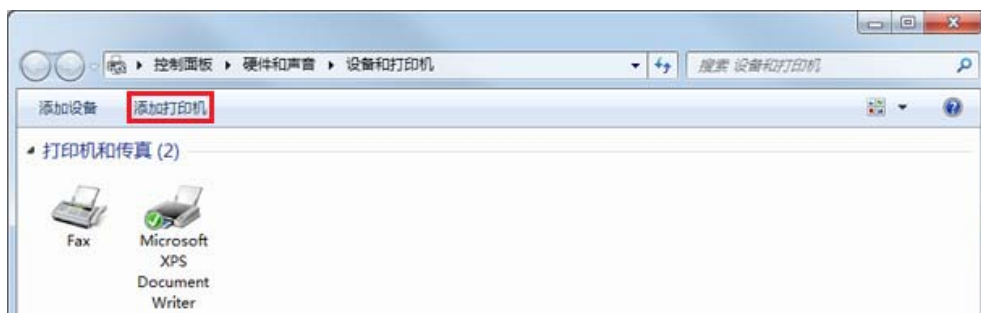 控制面板 ▸ 硬件和声音 ▸ 设备和打印机
搜索 设备和打印机
添加设备 添加打印机
打印机和传真 (2)
Fax
Microsoft
XPS
Document
Writer